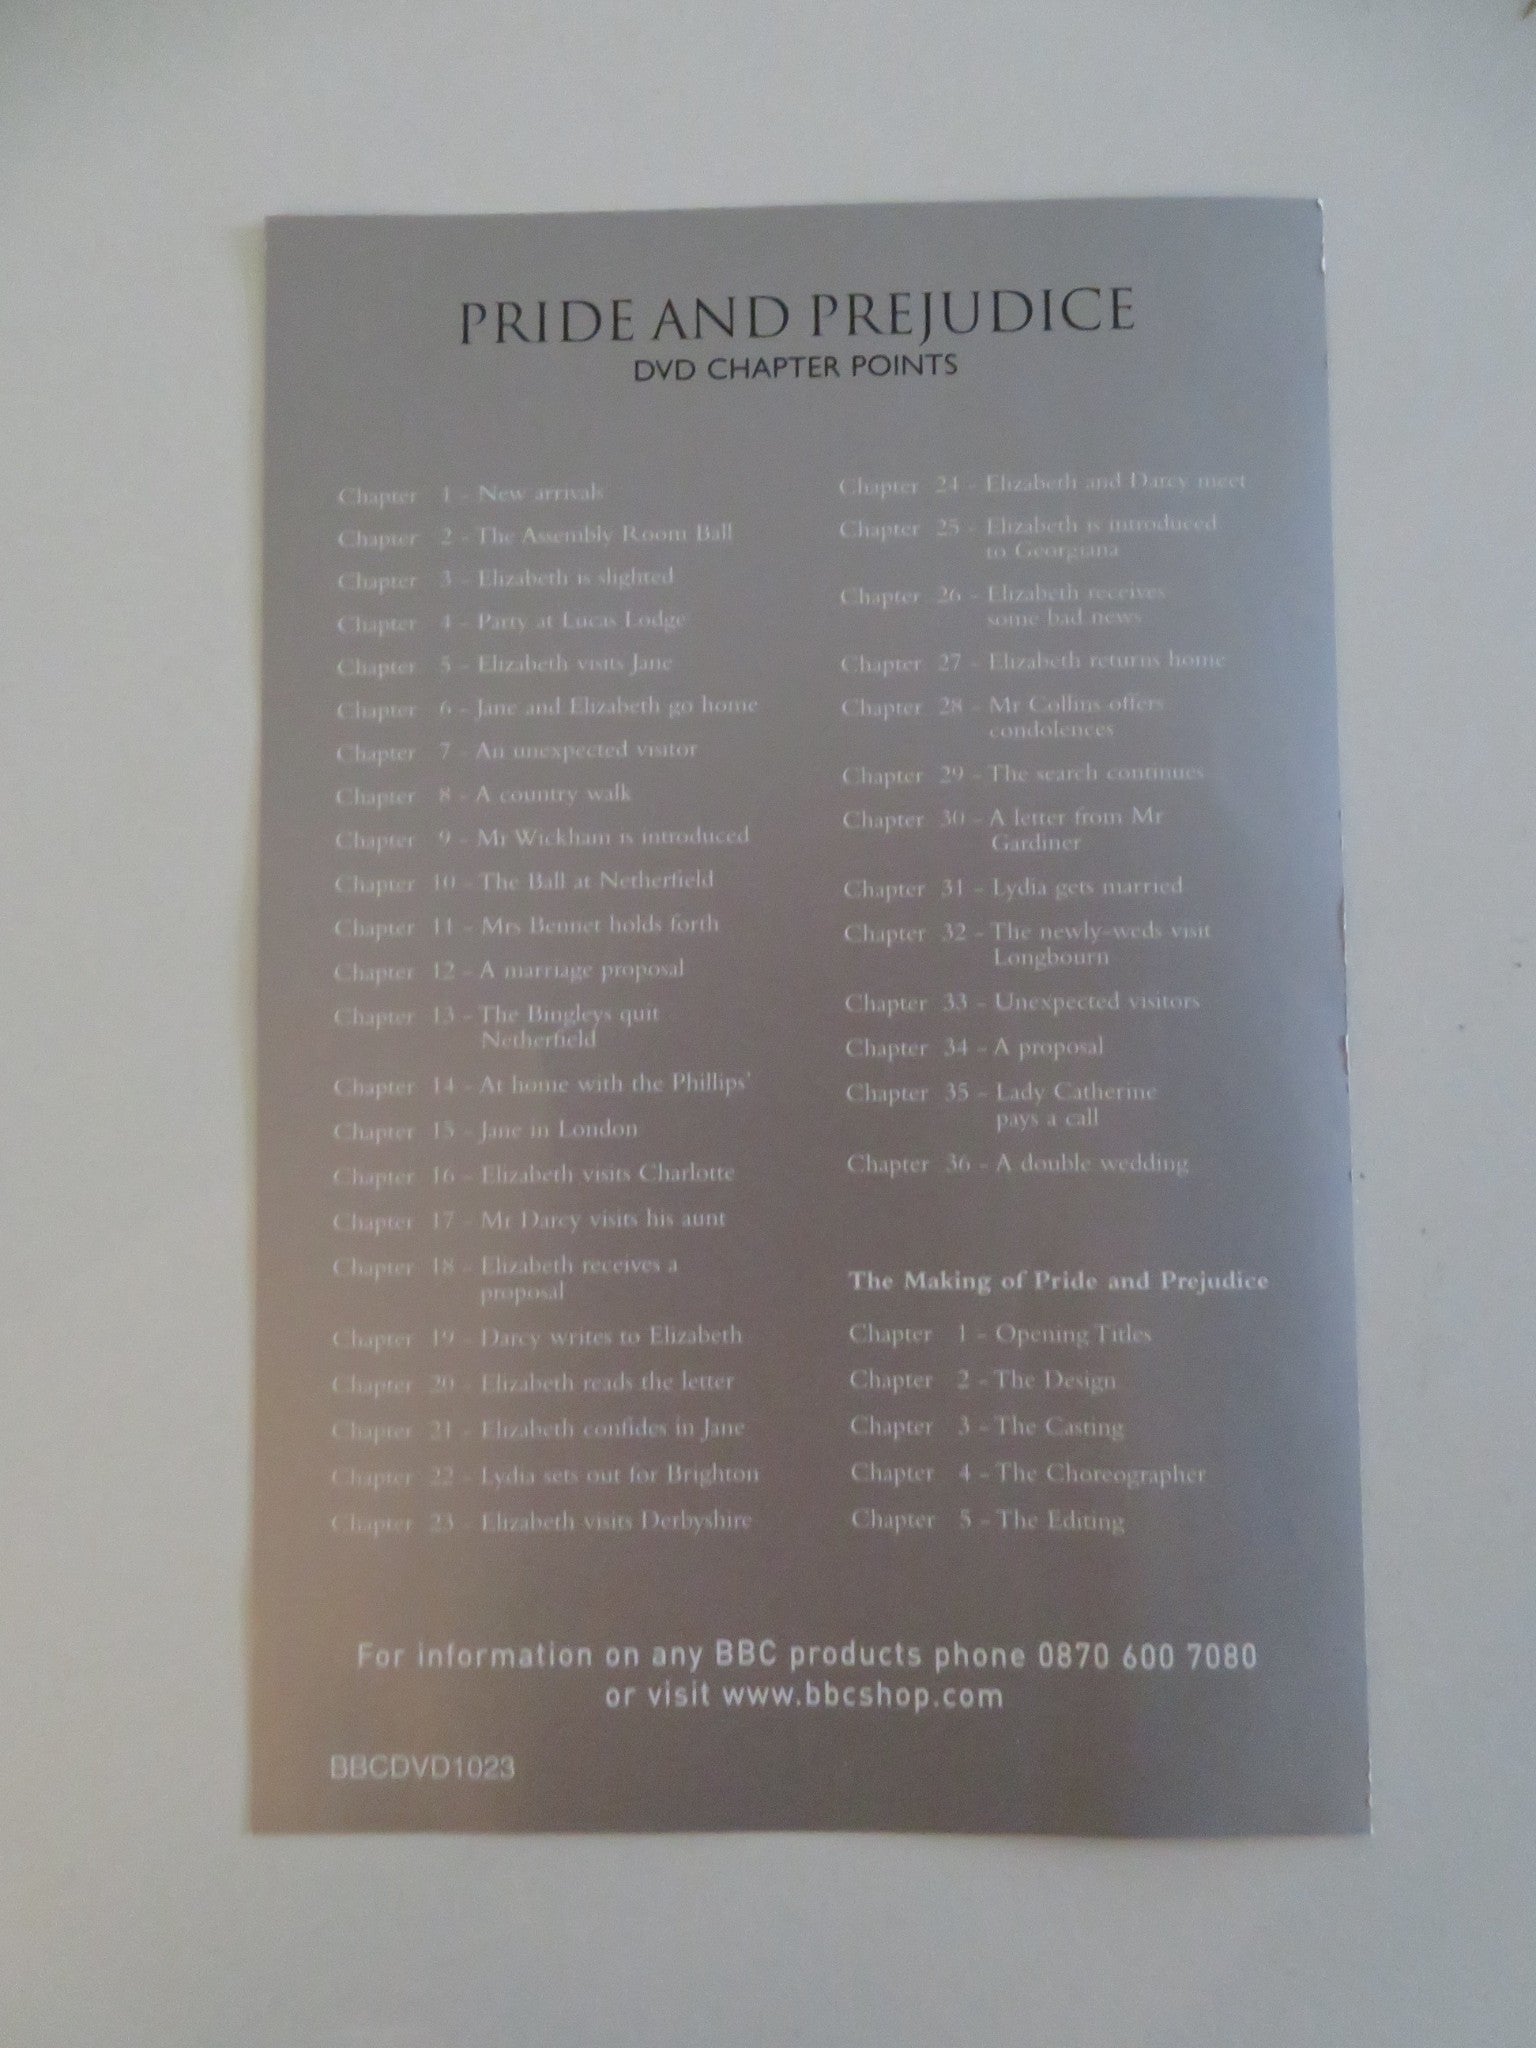 PRIDE AND PREJUDICE
DVD CHAPTER POINTS
Chapter 1 - New arrivals
Chapter 2 - The Assembly Room Ball
Chapter 3 - Elizabeth is slighted
Chapter 4 - Party at Lucas Lodge
Chapter 5 - Elizabeth visits Jane
Chapter 6 - Jane and Elizabeth go home
Chapter 7 - An unexpected visitor
Chapter 8 - A country walk
Chapter 9 - Mr Wickham is introduced
Chapter 10 - The Ball at Netherfield
Chapter 11 - Mrs Bennet holds forth
Chapter 12 - A marriage proposal
Chapter 13 - The Bingleys quit
Netherfield
Chapter 14 - At home with the Phillips'
Chapter 15 - Jane in London
Chapter 16 - Elizabeth visits Charlotte
Chapter 17 - Mr Darcy visits his aunt
Chapter 18 - Elizabeth receives a
proposal
Chapter 19 - Darcy writes to Elizabeth
Chapter 20 - Elizabeth reads the letter
Chapter 21 - Elizabeth confides in Jane
Chapter 22 - Lydia sets out for Brighton
Chapter 23 - Elizabeth visits Derbyshire
Chapter 24 - Elizabeth and Darcy meet
Chapter 25 - Elizabeth is introduced
to Georgiana
Chapter 26 - Elizabeth receives
some bad news
Chapter 27 - Elizabeth returns home
Chapter 28 - Mr Collins offers
condolences
Chapter 29 - The search continues
Chapter 30 - A letter from Mr
Gardiner
Chapter 31 - Lydia gets married
Chapter 32 - The newly-weds visit
Longbourn
Chapter 33 - Unexpected visitors
Chapter 34 - A proposal
Chapter 35 - Lady Catherine
pays a call
Chapter 36 - A double wedding
The Making of Pride and Prejudice
Chapter 1 - Opening Titles
Chapter 2 - The Design
Chapter 3 - The Casting
Chapter 4 - The Choreographer
Chapter 5 - The Editing
For information on any BBC products phone 0870 600 7080
or visit www.bbcshop.com
BBCDVD1023